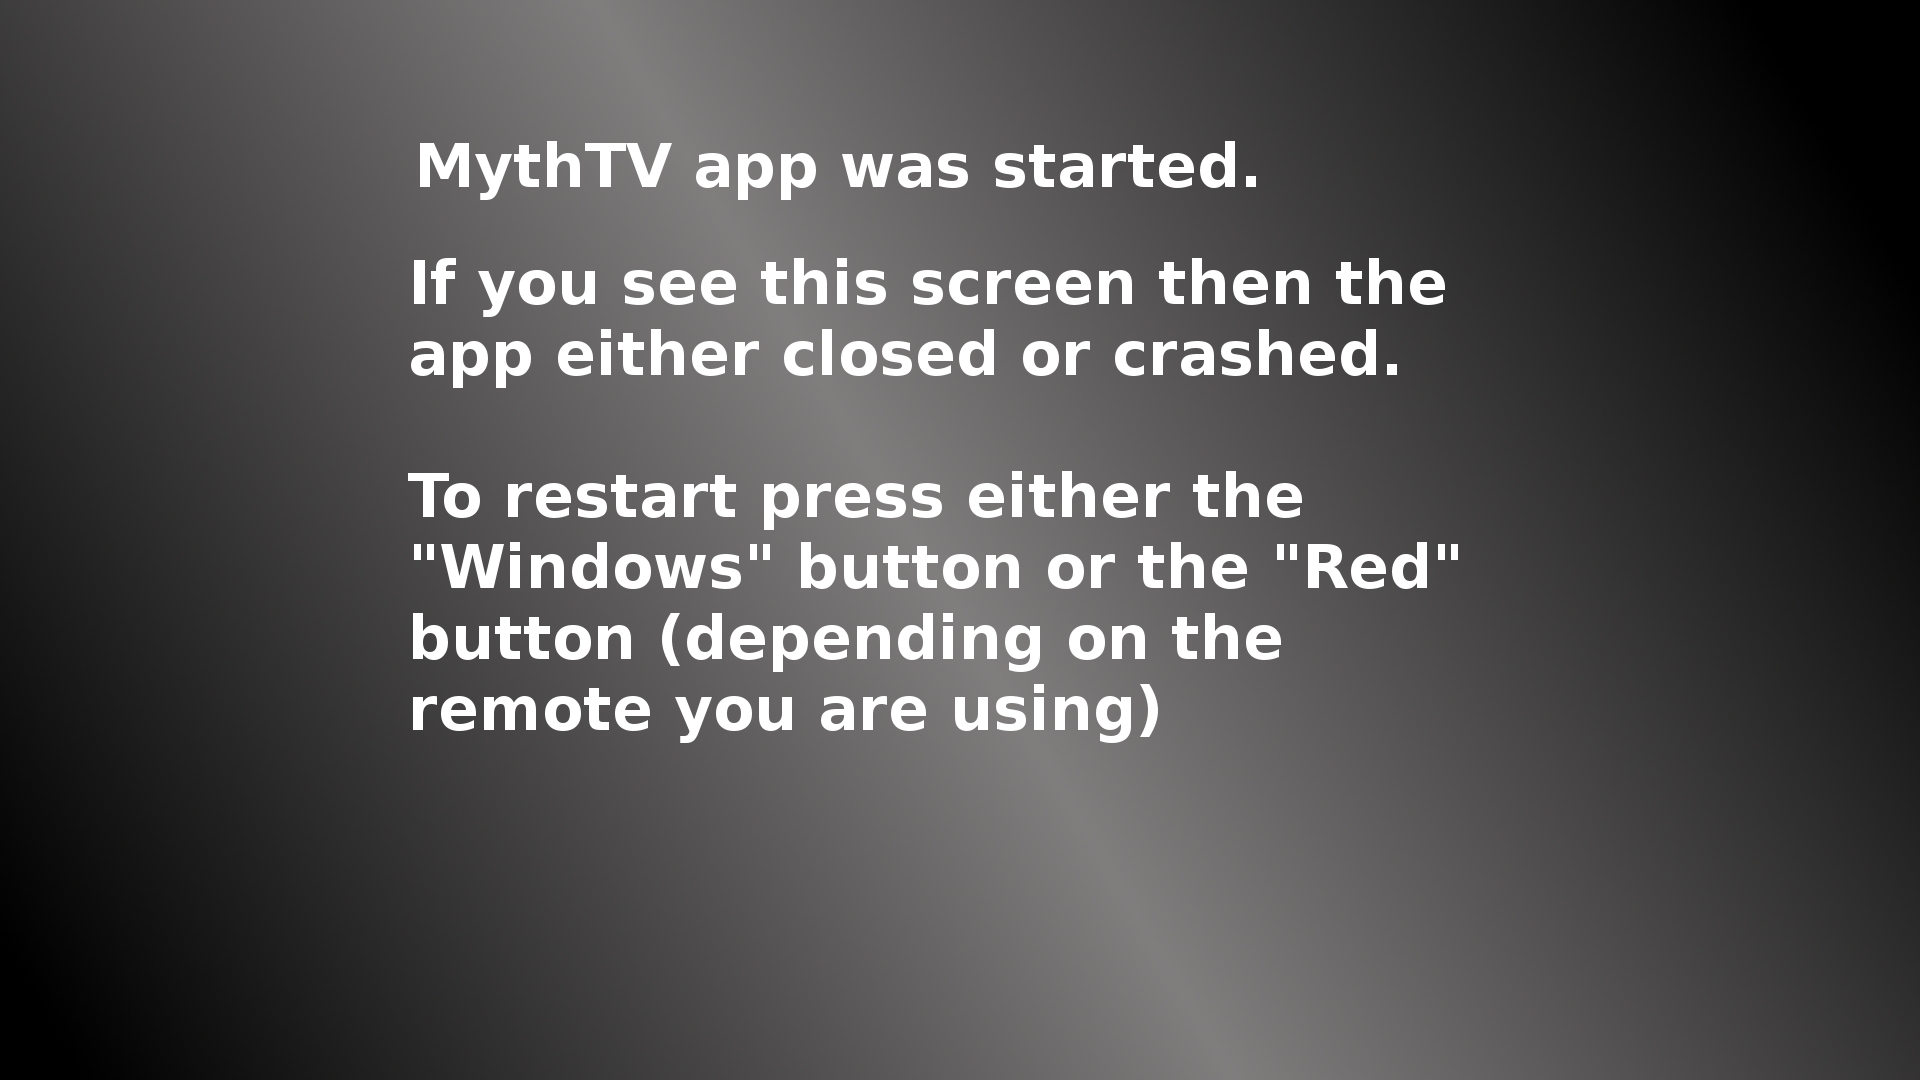 MythTV app was started.
If you see this screen then the
app either closed or crashed.
To restart press either the
"Windows" button or the "Red"
button (depending on the
remote you are using)